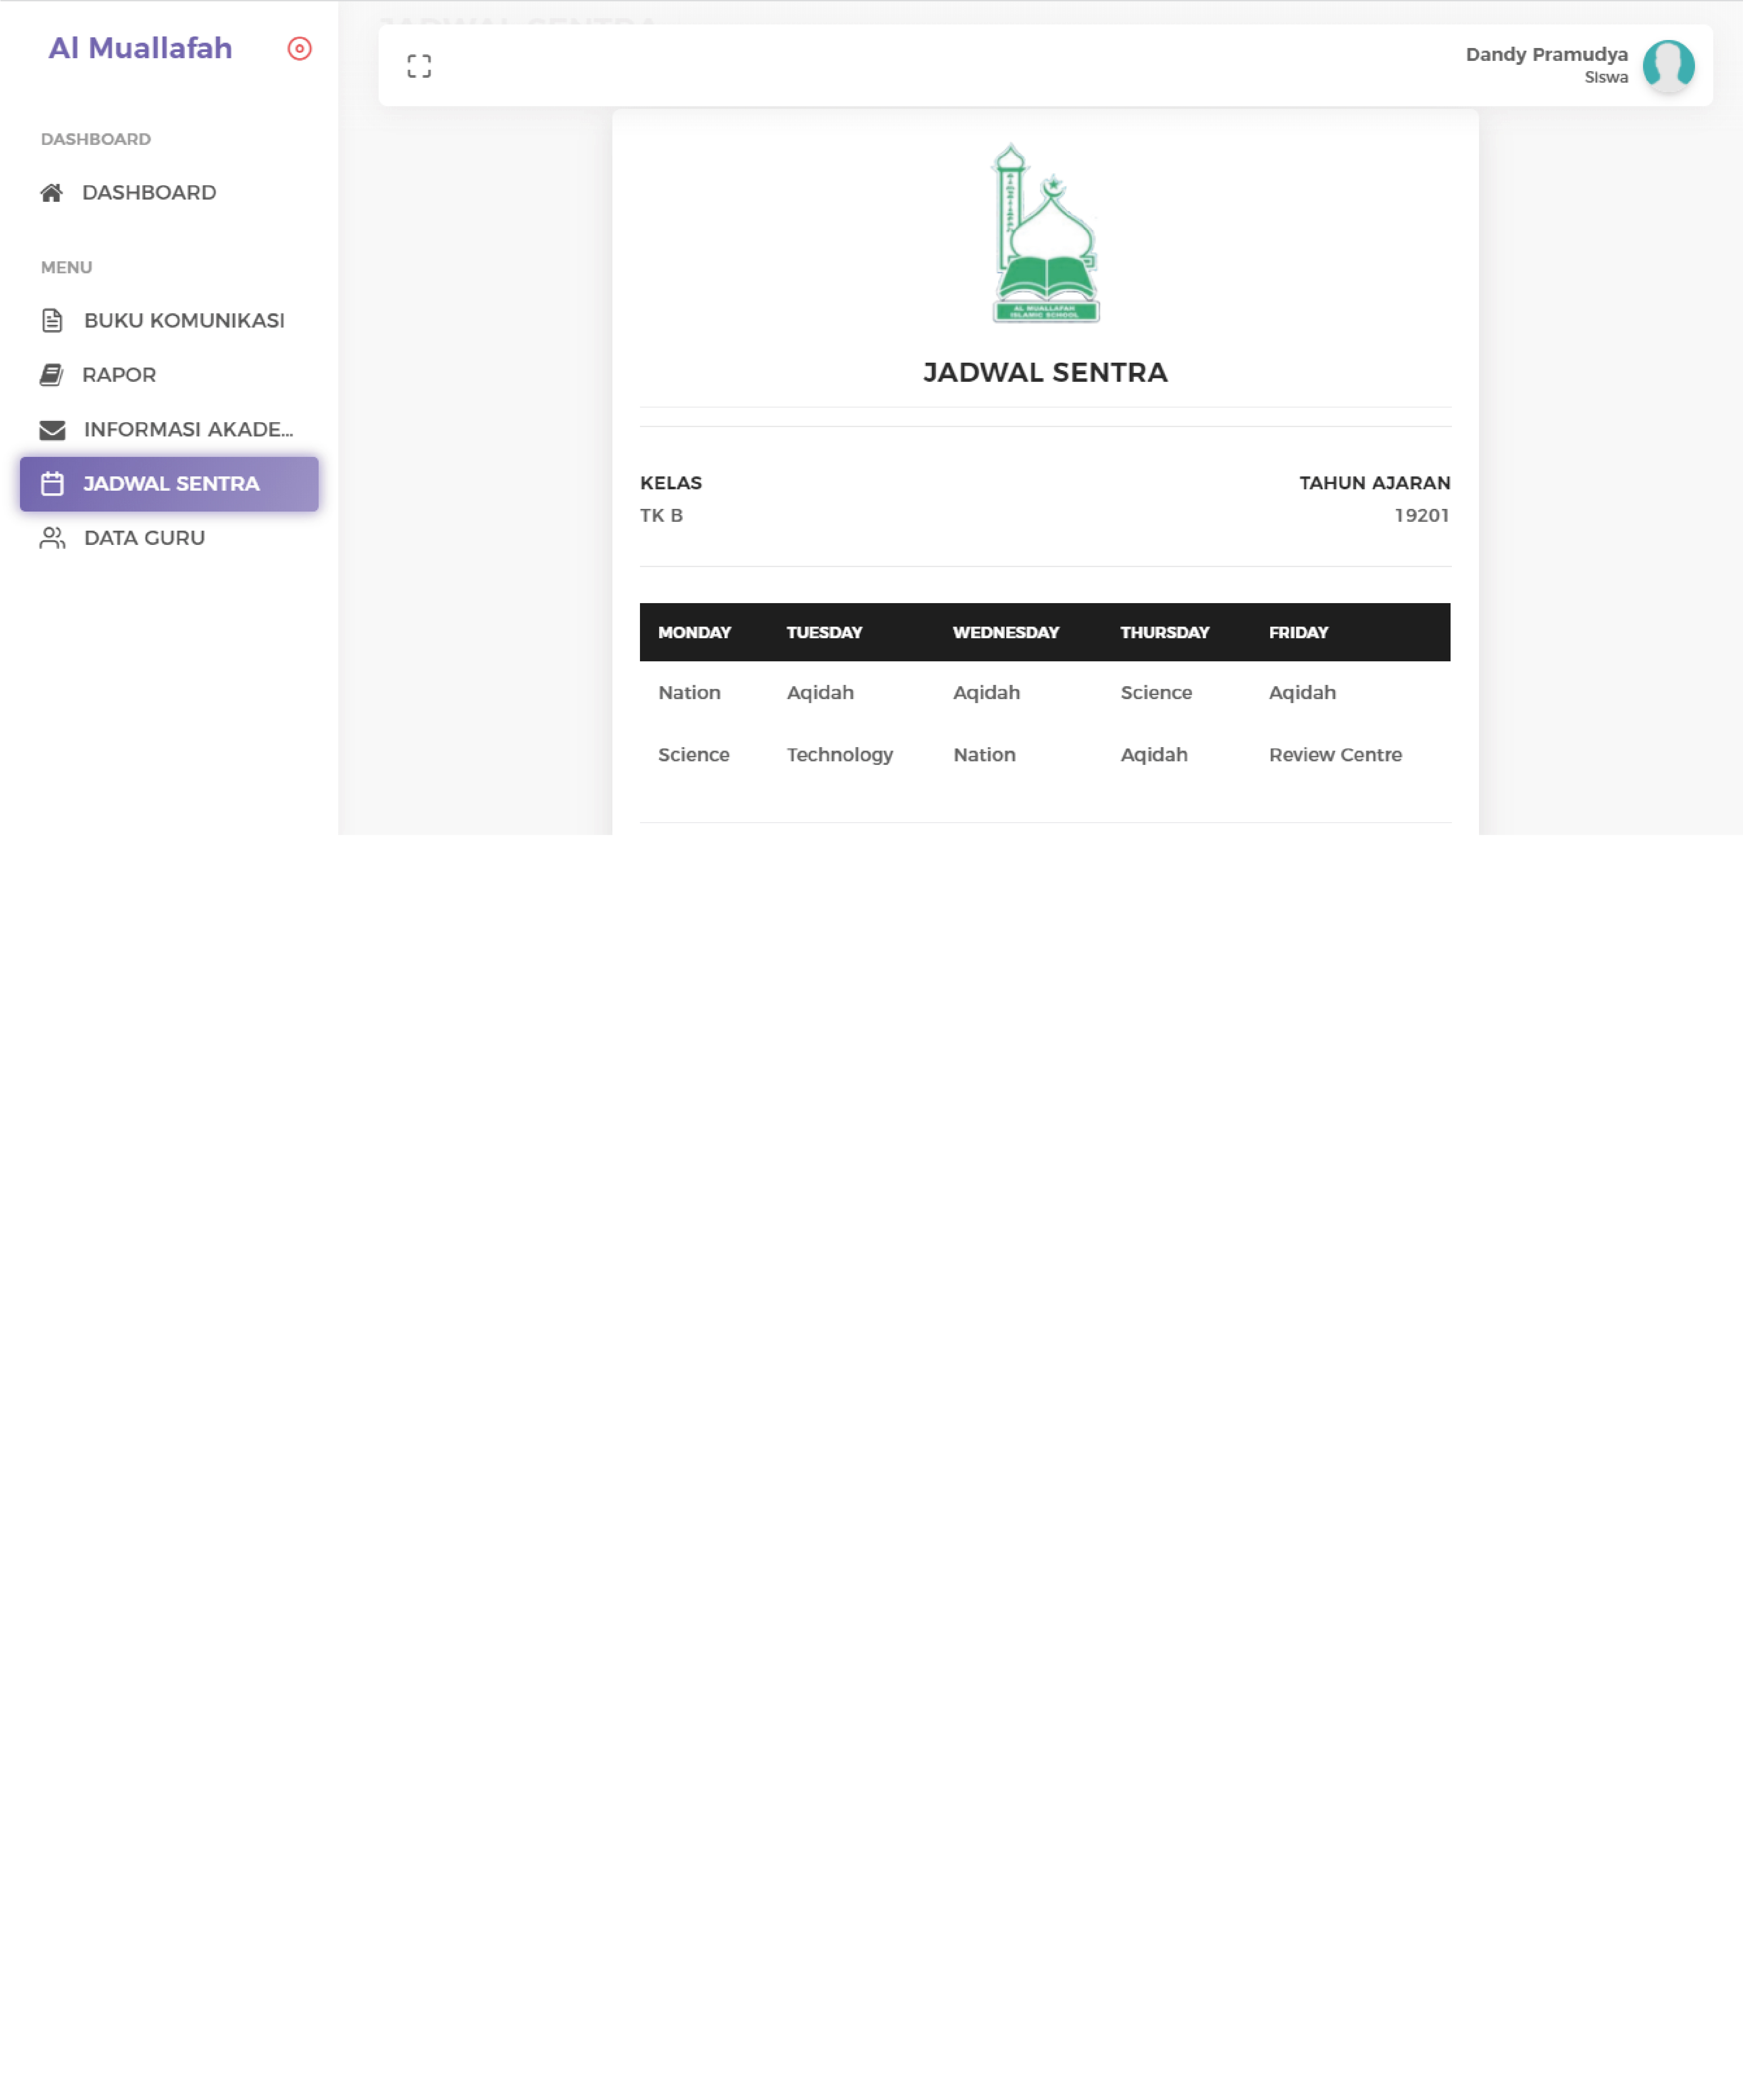 Al Muallafah
DASHBOARD
DASHBOARD
MENU
BUKU KOMUNIKASI
RAPOR
INFORMASI AKADE...
JADWAL SENTRA
DATA GURU
Dandy Pramudya
Siswa
AL MUALLAFAH
ISLAMIC SCHOOL
JADWAL SENTRA
KELAS TAHUN AJARAN
TK B 19201
MONDAY TUESDAY WEDNESDAY THURSDAY FRIDAY
Nation Aqidah Aqidah Science Aqidah
Science Technology Nation Aqidah Review Centre